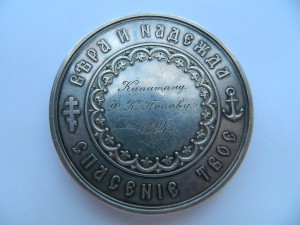 ВѢРА И НАДЕЖДА
СПАСЕНІЕ ТВОЕ
Капитану
Ф. К. Попову